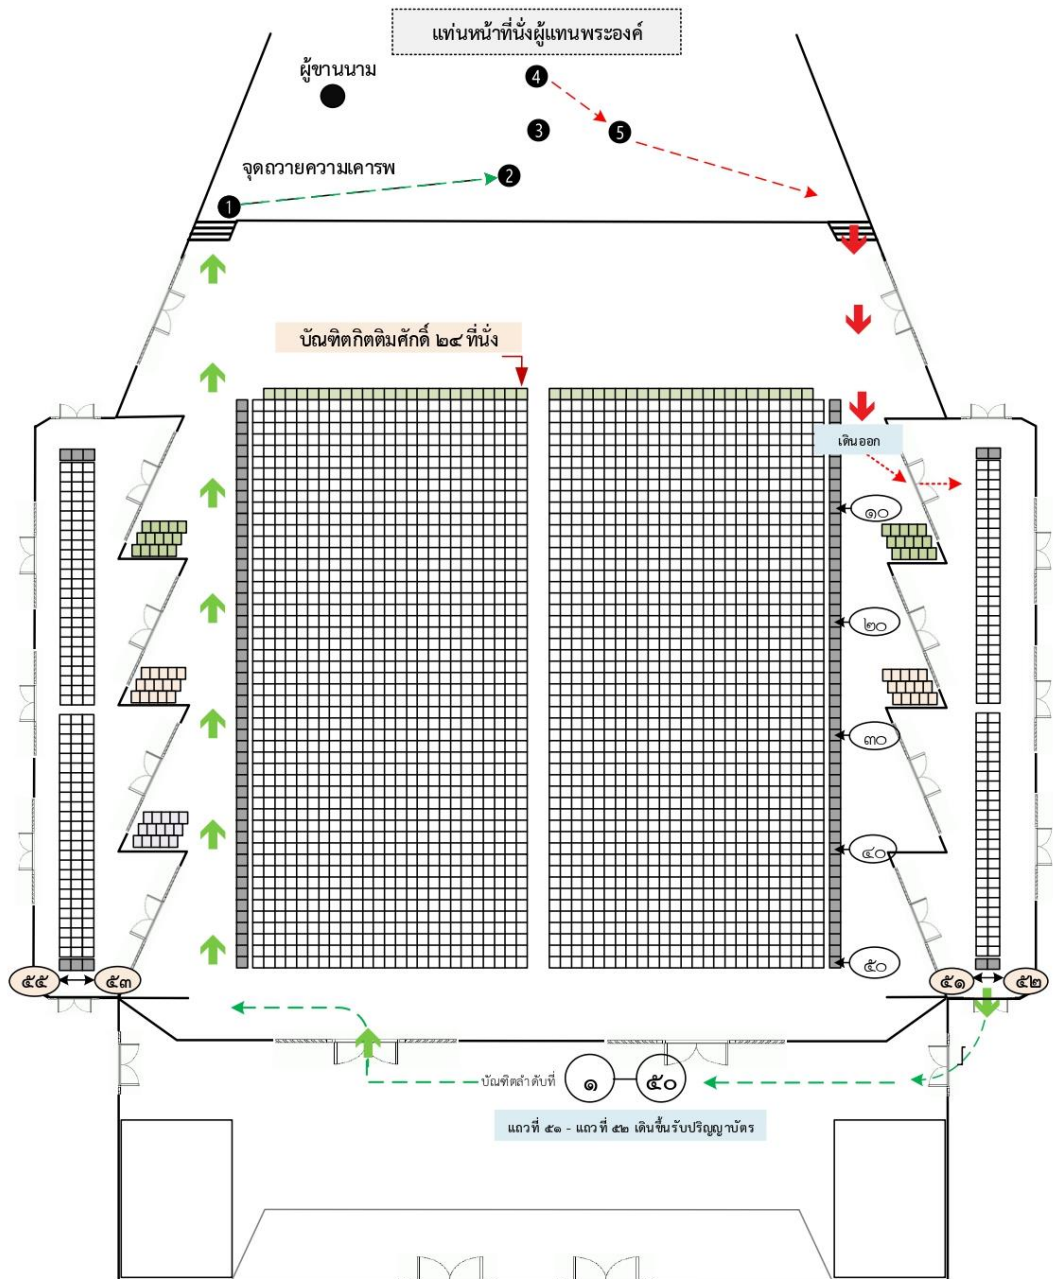 แท่นหน้าที่นั่งผู้แทนพระองค์
ผู้ขานนาม
4
3
5
จุดถวายความเคารพ
2
1
บัณฑิตกิตติมศักดิ์ ๒๔ ที่นั่ง
เดินออก
๑๐
๒๐
๓๐
๔๐
๕๐
๕๕
๕๓
๕๑
๕๒
บัณฑิตลำดับที่
๑
๕๐
แถวที่ ๕๑ - แถวที่ ๕๒ เดินขึ้นรับปริญญาบัตร